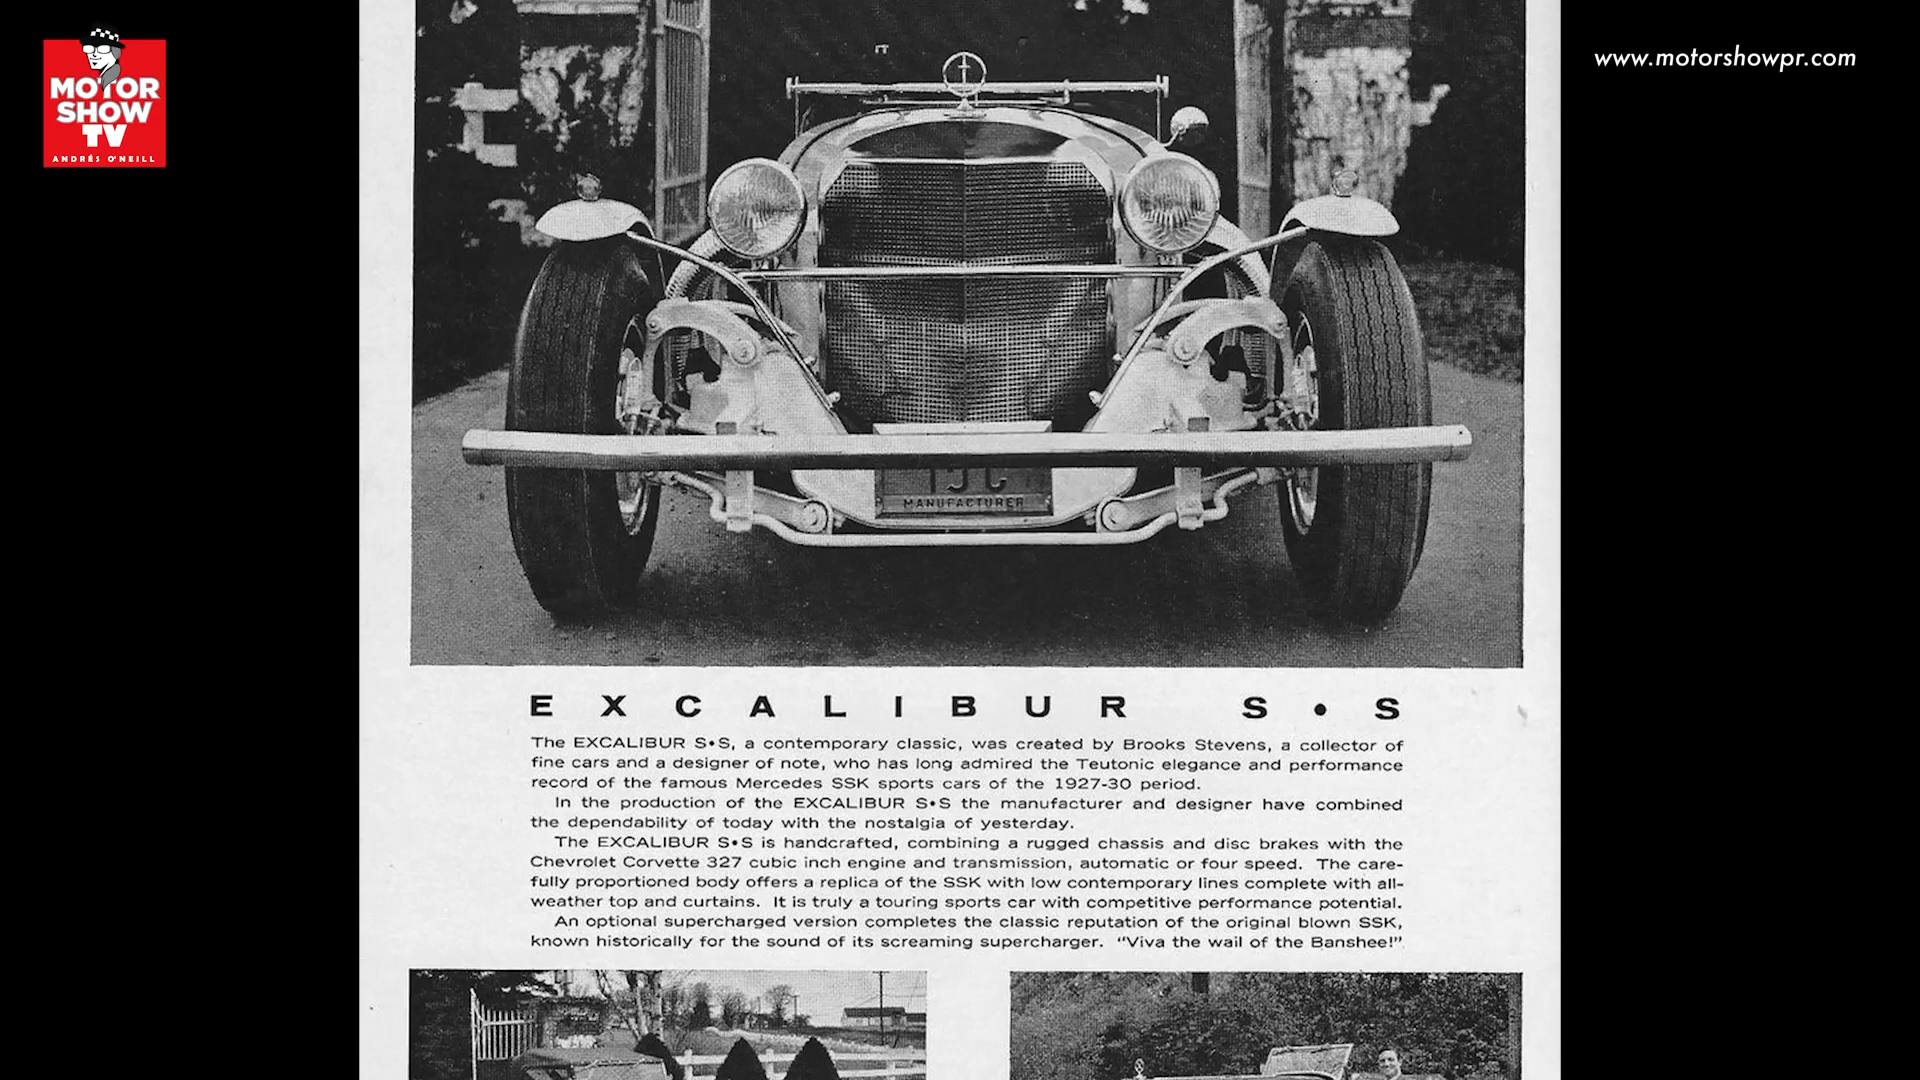 MOTOR
SHOW
TV
ANDRÉS O'NEILL
www.motorshowpr.com
MANUFACTURER
EXCALIBUR S•S
The EXCALIBUR S•S, a contemporary classic, was created by Brooks Stevens, a collector of
fine cars and a designer of note, who has long admired the Teutonic elegance and performance
record of the famous Mercedes SSK sports cars of the 1927-30 period.
In the production of the EXCALIBUR S•S the manufacturer and designer have combined
the dependability of today with the nostalgia of yesterday.
The EXCALIBUR S•S is handcrafted, combining a rugged chassis and disc brakes with the
Chevrolet Corvette 327 cubic inch engine and transmission, automatic or four speed. The care-
fully proportioned body offers a replica of the SSK with low contemporary lines complete with all-
weather top and curtains. It is truly a touring sports car with competitive performance potential.
An optional supercharged version completes the classic reputation of the original blown SSK,
known historically for the sound of its screaming supercharger. “Viva the wail of the Banshee!”